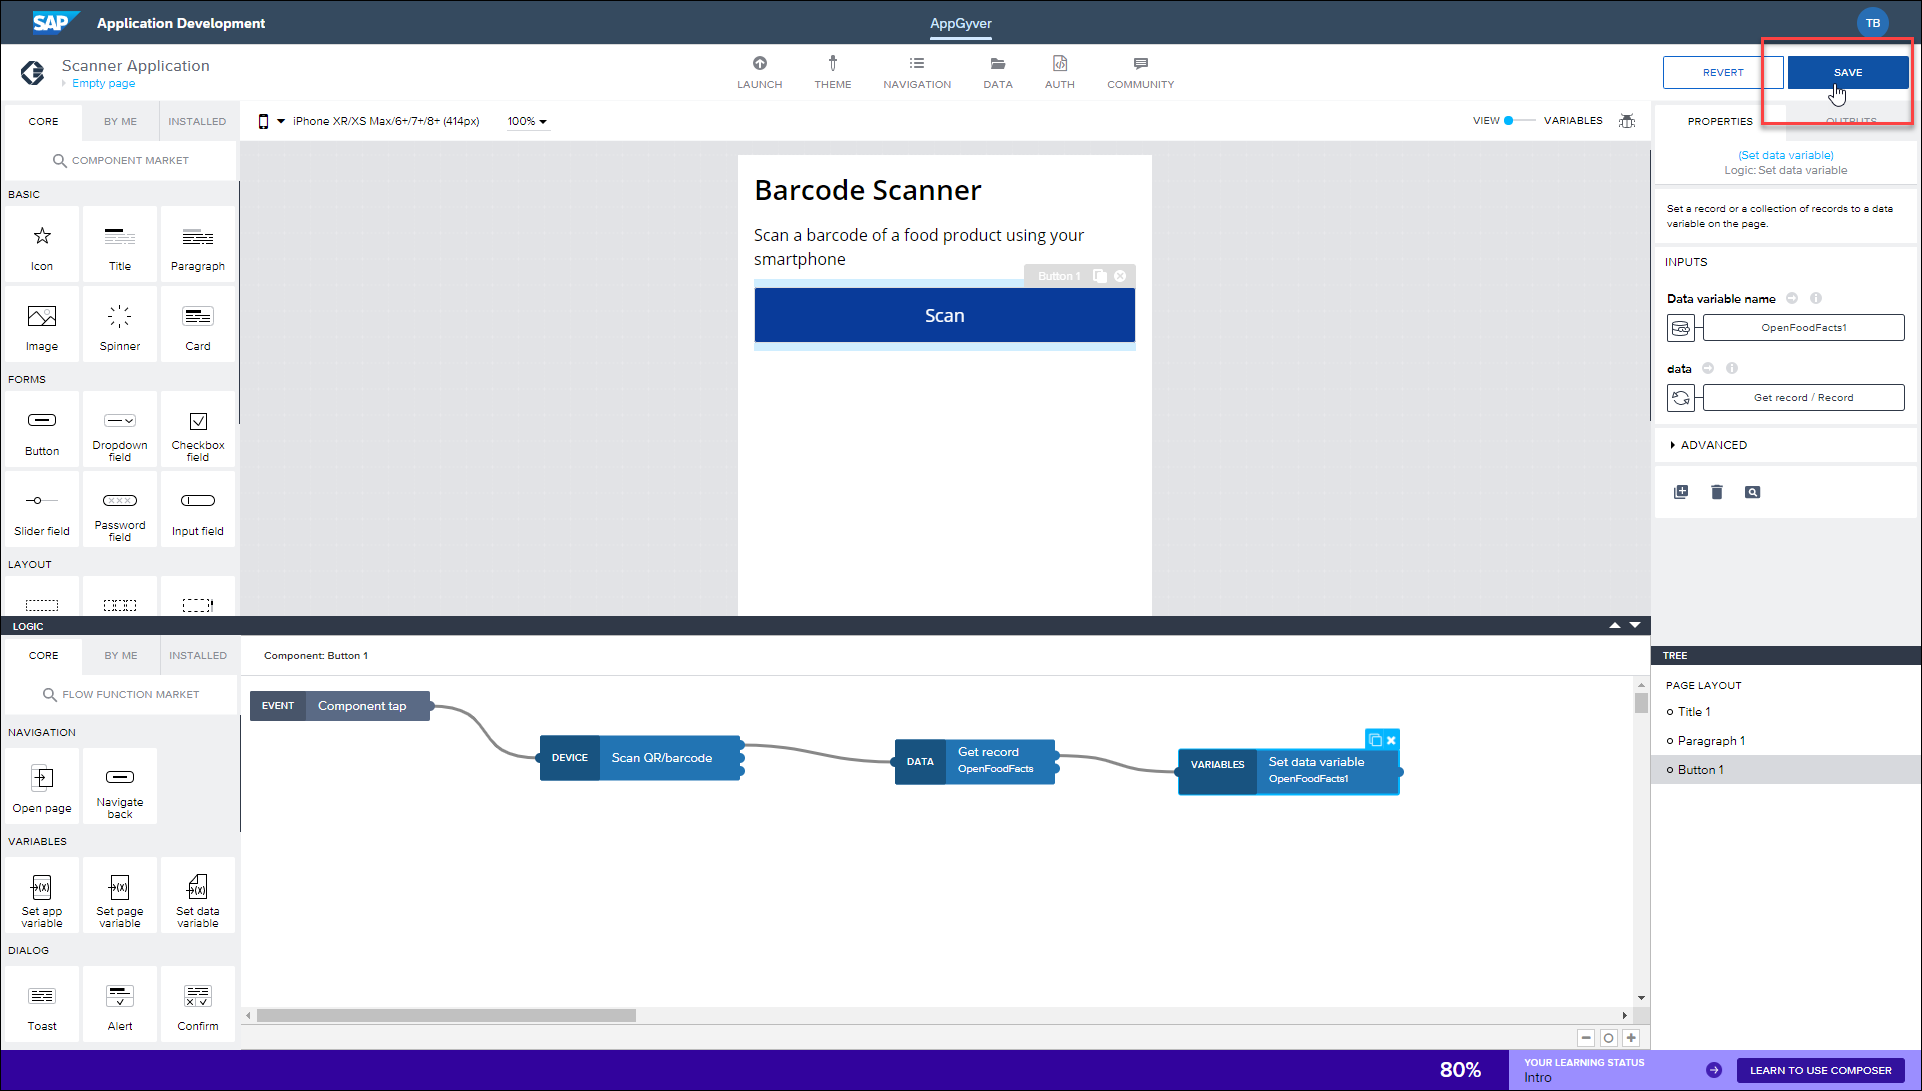 SAP Application Development
AppGyver
TB
Scanner Application
Empty page
LAUNCH
THEME
NAVIGATION
DATA
AUTH
COMMUNITY
REVERT
SAVE
CORE
BY ME
INSTALLED
iPhone XR/XS Max/6+/7+/8+ (414px)
100%
VIEW
VARIABLES
PROPERTIES
OUTPUTS
COMPONENT MARKET
BASIC
Icon
Title
Paragraph
Image
Spinner
Card
FORMS
Button
Dropdown
field
Checkbox
field
Slider field
Password
field
Input field
LAYOUT
Barcode Scanner
Scan a barcode of a food product using your
smartphone
Button 1
Scan
(Set data variable)
Logic: Set data variable
Set a record or a collection of records to a data
variable on the page.
INPUTS
Data variable name
OpenFoodFacts1
data
Get record / Record
ADVANCED
LOGIC
CORE
BY ME
INSTALLED
Component: Button 1
FLOW FUNCTION MARKET
NAVIGATION
Open page
Navigate
back
VARIABLES
Set app
variable
Set page
variable
Set data
variable
DIALOG
Toast
Alert
Confirm
EVENT
Component tap
DEVICE
Scan QR/barcode
DATA
Get record
OpenFoodFacts
VARIABLES
Set data variable
OpenFoodFacts1
TREE
PAGE LAYOUT
Title 1
Paragraph 1
Button 1
80%
YOUR LEARNING STATUS
Intro
LEARN TO USE COMPOSER